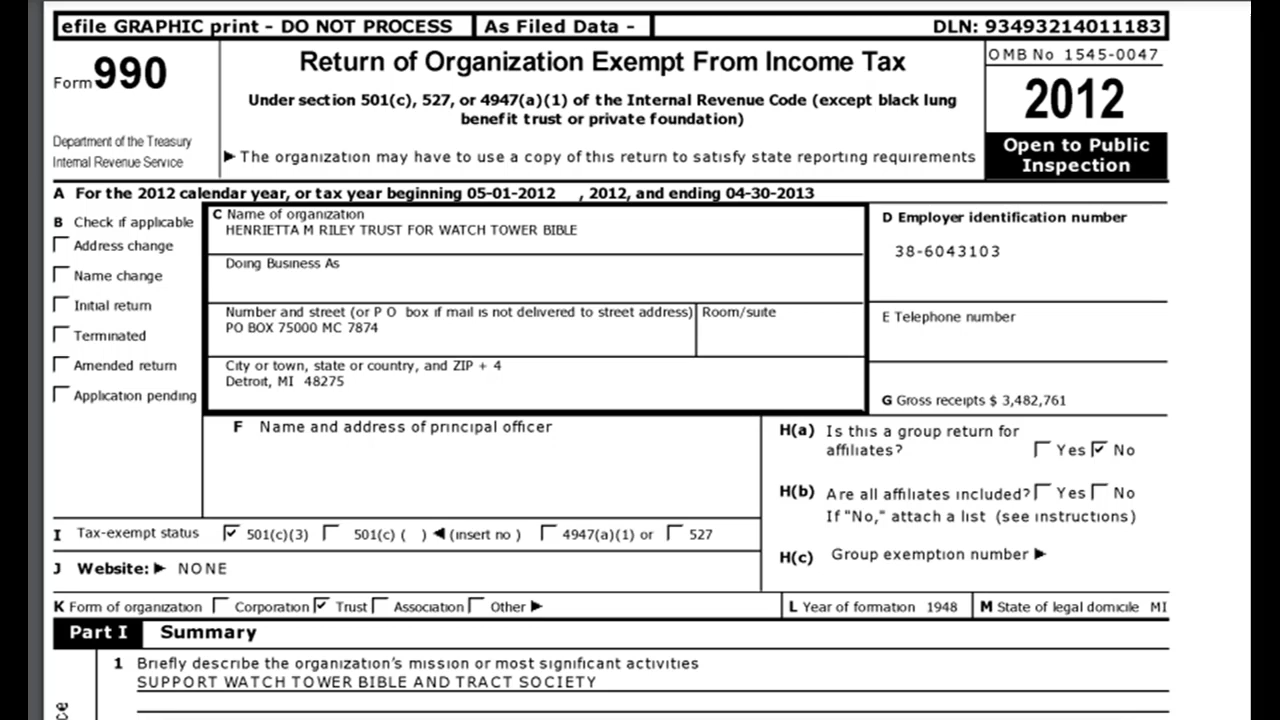 efile GRAPHIC print - DO NOT PROCESS As Filed Data - DLN: 93493214011183
Form 990
Department of the Treasury
Internal Revenue Service
Return of Organization Exempt From Income Tax
Under section 501(c), 527, or 4947(a)(1) of the Internal Revenue Code (except black lung
benefit trust or private foundation)
▶ The organization may have to use a copy of this return to satisfy state reporting requirements
OMB No 1545-0047
2012
Open to Public
Inspection
A For the 2012 calendar year, or tax year beginning 05-01-2012 , 2012, and ending 04-30-2013
B Check if applicable
Address change
Name change
Initial return
Terminated
Amended return
Application pending
C Name of organization
HENRIETTA M RILEY TRUST FOR WATCH TOWER BIBLE
Doing Business As
Number and street (or P O box if mail is not delivered to street address) Room/suite
PO BOX 75000 MC 7874
City or town, state or country, and ZIP + 4
Detroit, MI 48275
D Employer identification number
38-6043103
E Telephone number
G Gross receipts $ 3,482,761
F Name and address of principal officer
H(a) Is this a group return for
affiliates? Yes No
H(b) Are all affiliates included? Yes No
If "No," attach a list (see instructions)
H(c) Group exemption number ▶
I Tax-exempt status 501(c)(3) 501(c) ( ) ◀ (insert no ) 4947(a)(1) or 527
J Website: ▶ NONE
K Form of organization Corporation Trust Association Other ▶
L Year of formation 1948
M State of legal domicile MI
Part I Summary
1 Briefly describe the organization's mission or most significant activities
SUPPORT WATCH TOWER BIBLE AND TRACT SOCIETY